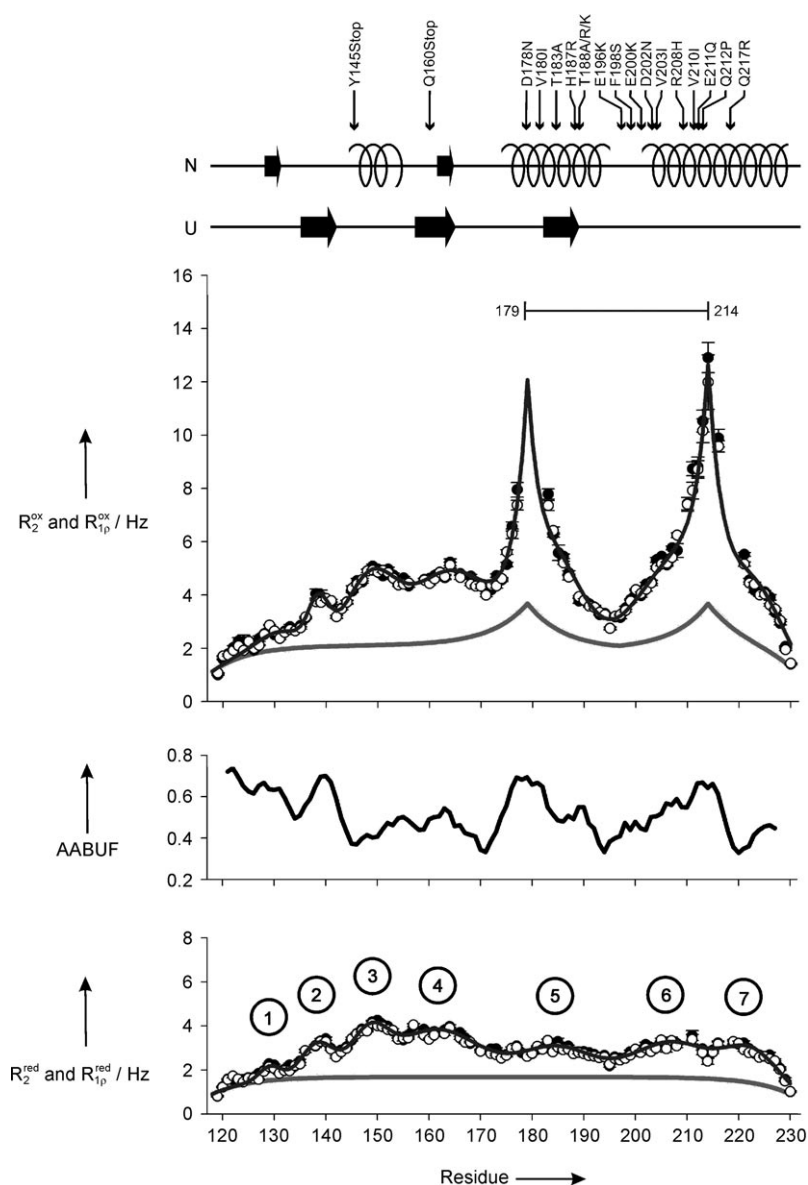 Y145Stop
Q160Stop
D178N
V180I
T183A
H187R
T188A/R/K
E196K
F198S
E200K
D202N
V203I
R208H
V210I
E211Q
Q212P
Q217R
N
U
16
14
12
10
8
6
4
2
0
179
214
R₂ᵒˣ and R₁ρᵒˣ / Hz
0.8
0.6
0.4
0.2
AABUF
8
6
4
2
0
1
2
3
4
5
6
7
R₂ʳᵉᵈ and R₁ρʳᵉᵈ / Hz
120 130 140 150 160 170 180 190 200 210 220 230
Residue